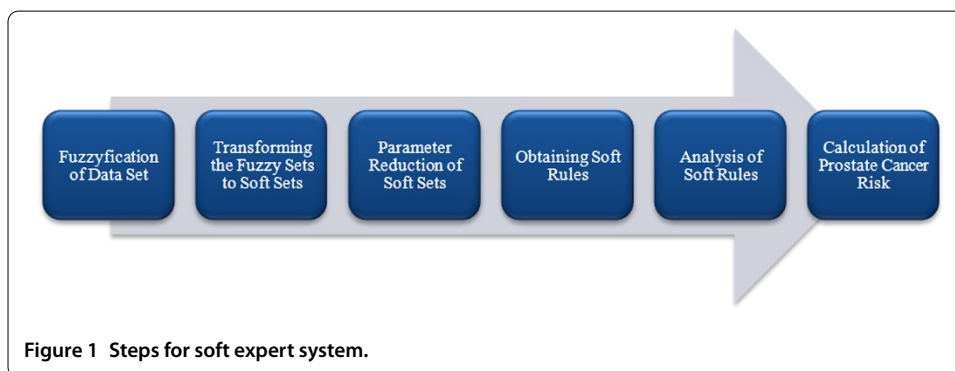 Fuzzyfication
of Data Set
Transforming
the Fuzzy Sets
to Soft Sets
Parameter
Reduction of
Soft Sets
Obtaining Soft
Rules
Analysis of
Soft Rules
Calculation of
Prostate Cancer
Risk
Figure 1 Steps for soft expert system.